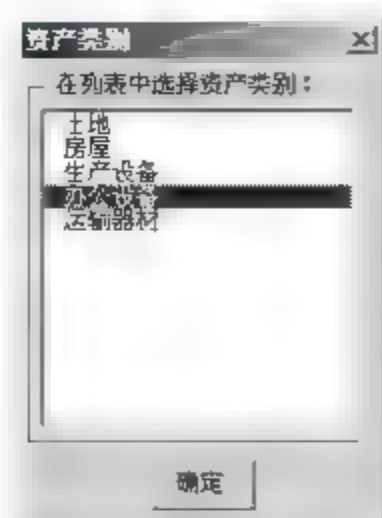 资产类别
在列表中选择资产类别：
土地
房屋
生产设备
办公设备
运输器材
确定